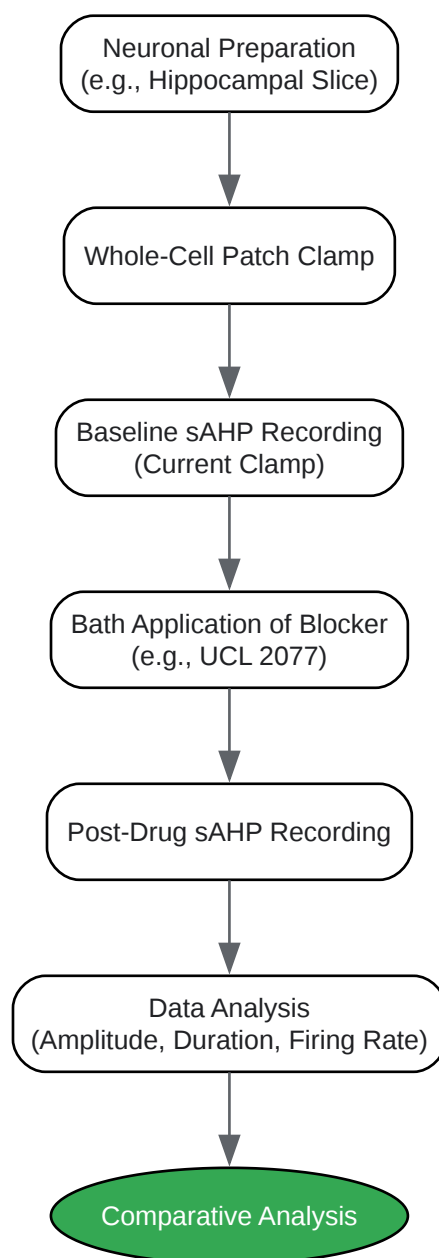 Neuronal Preparation
(e.g., Hippocampal Slice)
Whole-Cell Patch Clamp
Baseline sAHP Recording
(Current Clamp)
Bath Application of Blocker
(e.g., UCL 2077)
Post-Drug sAHP Recording
Data Analysis
(Amplitude, Duration, Firing Rate)
Comparative Analysis